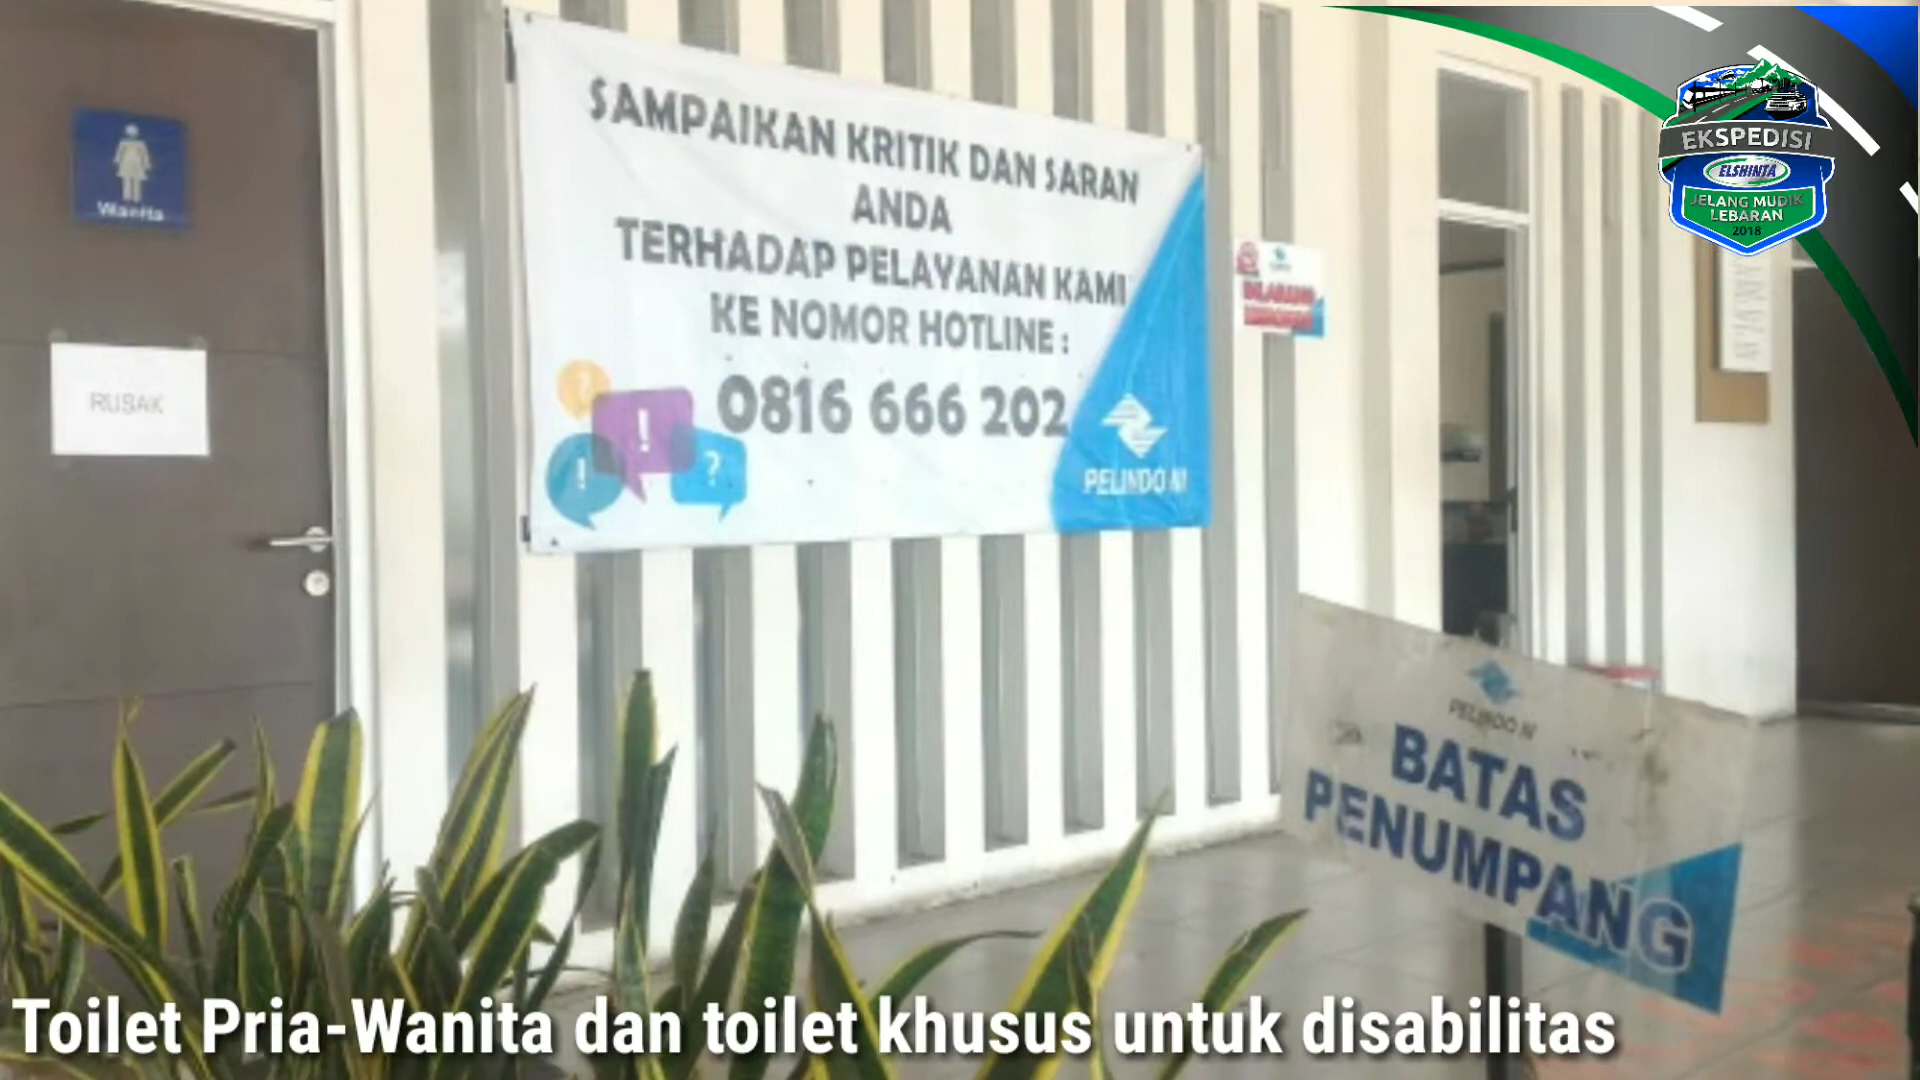 SAMPAIKAN KRITIK DAN SARAN
ANDA
TERHADAP PELAYANAN KAMI
KE NOMOR HOTLINE :
0816 666 202
PELINDO III
Wanita
RUSAK
DILARANG
EKSPEDISI
ELSHINTA
JELANG MUDIK
LEBARAN
2018
PELINDO III
BATAS
PENUMPANG
Toilet Pria-Wanita dan toilet khusus untuk disabilitas